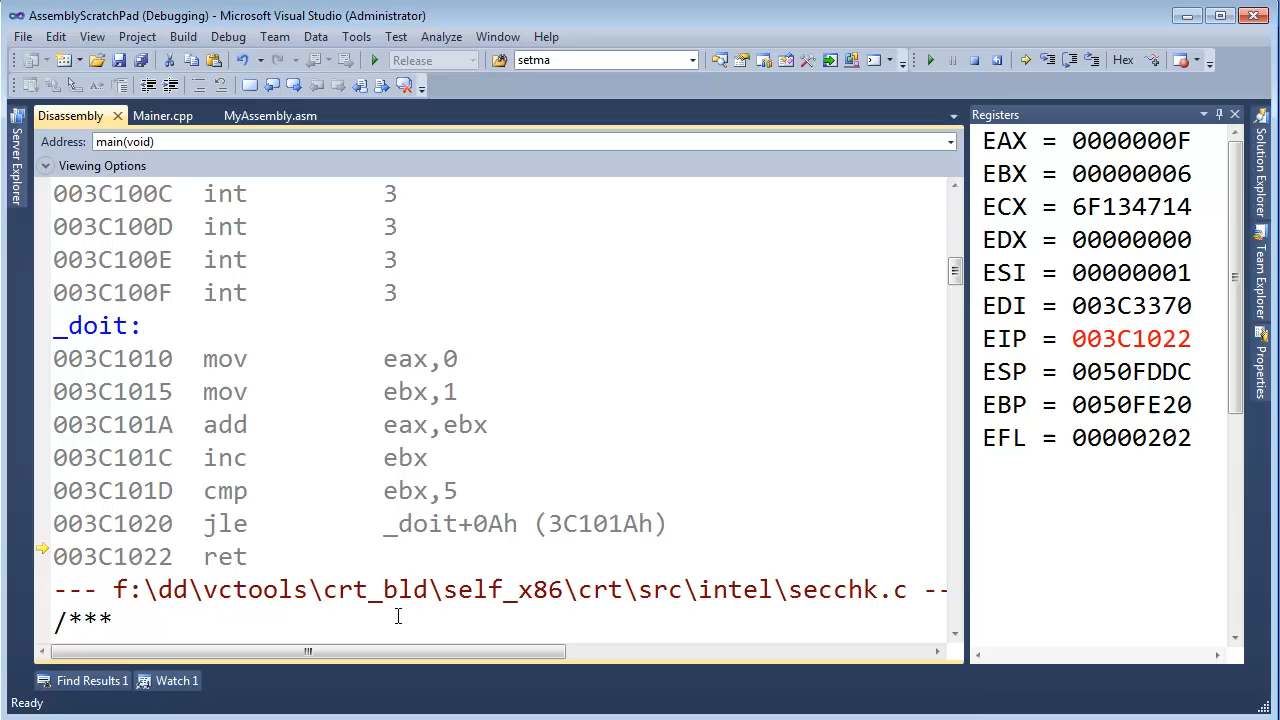 AssemblyScratchPad (Debugging) - Microsoft Visual Studio (Administrator)
File Edit View Project Build Debug Team Data Tools Test Analyze Window Help
Release setma Hex
Disassembly Mainer.cpp MyAssembly.asm
Address: main(void)
Viewing Options
003C100C int 3
003C100D int 3
003C100E int 3
003C100F int 3
_doit:
003C1010 mov eax,0
003C1015 mov ebx,1
003C101A add eax,ebx
003C101C inc ebx
003C101D cmp ebx,5
003C1020 jle _doit+0Ah (3C101Ah)
003C1022 ret
--- f:\dd\vctools\crt_bld\self_x86\crt\src\intel\secchk.c --
/***
Registers
EAX = 0000000F
EBX = 00000006
ECX = 6F134714
EDX = 00000000
ESI = 00000001
EDI = 003C3370
EIP = 003C1022
ESP = 0050FDDC
EBP = 0050FE20
EFL = 00000202
Server Explorer
Solution Explorer
Team Explorer
Properties
Find Results 1 Watch 1
Ready